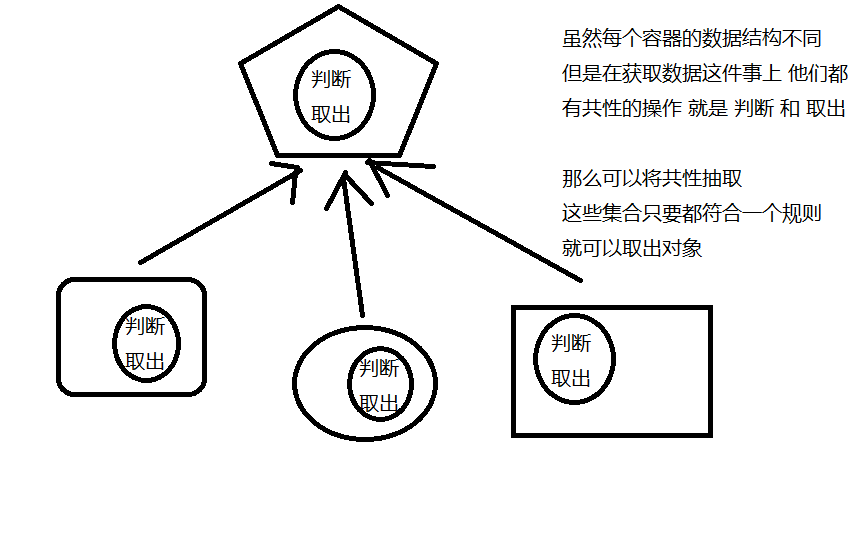 判断
取出
虽然每个容器的数据结构不同
但是在获取数据这件事上 他们都
有共性的操作 就是 判断 和 取出
那么可以将共性抽取
这些集合只要都符合一个规则
就可以取出对象
判断
取出
判断
取出
判断
取出